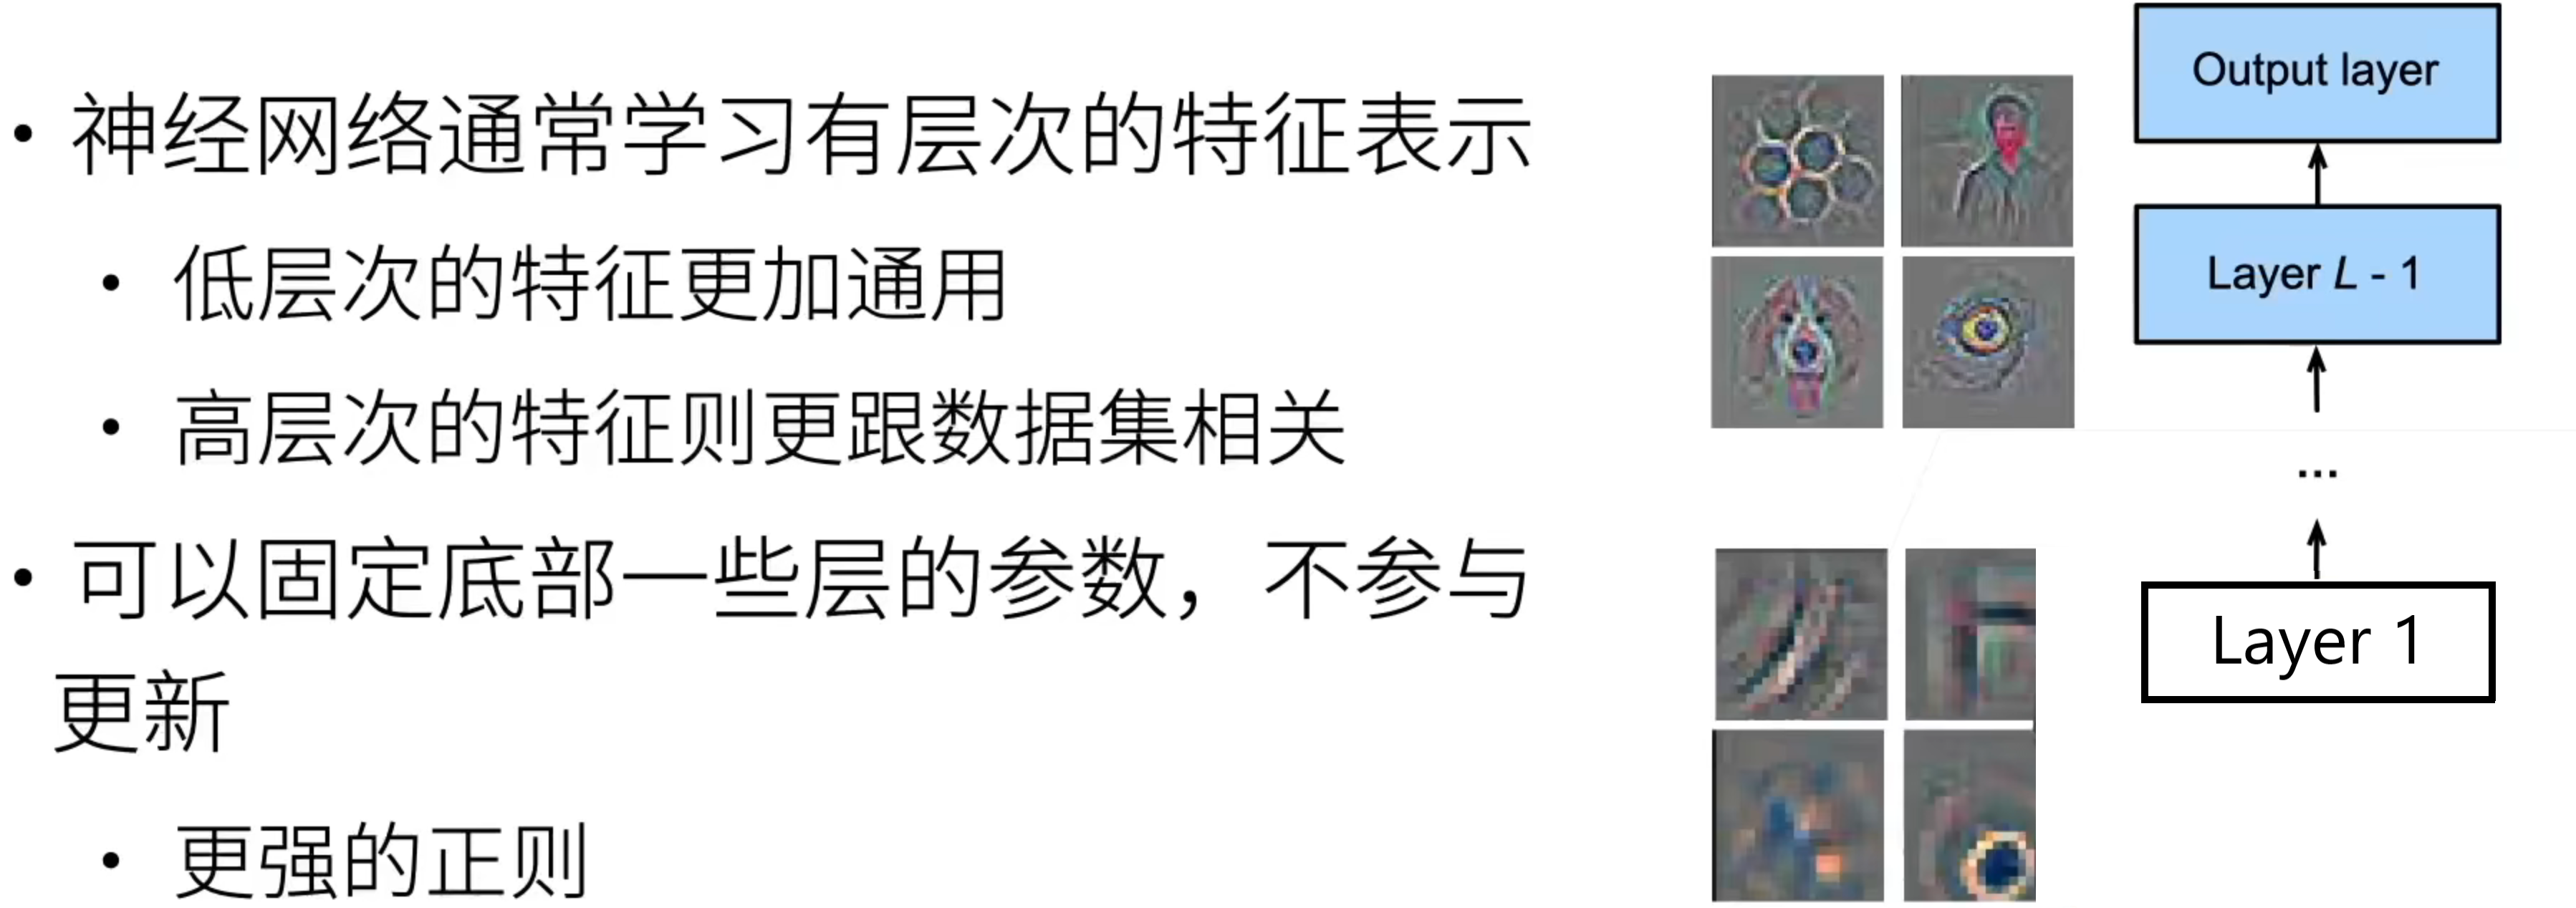 • 神经网络通常学习有层次的特征表示
• 低层次的特征更加通用
• 高层次的特征则更跟数据集相关
• 可以固定底部一些层的参数，不参与
更新
• 更强的正则
Output layer
Layer L - 1
...
Layer 1